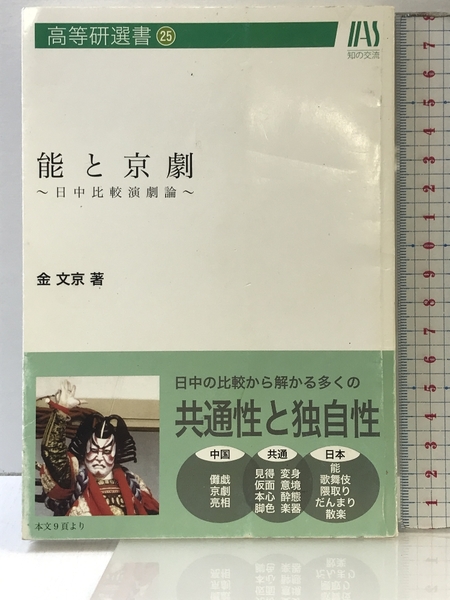 高等研選書 25
IIAS
知の交流
能と京劇
~日中比較演劇論~
金 文京 著
日中の比較から解かる多くの
共通性と独自性
中国
儺戯
京劇
亮相
共通
見得 変身
仮面 意境
本心 酔態
脚色 楽器
日本
能
歌舞伎
隈取り
だんまり
散楽
本文9頁より